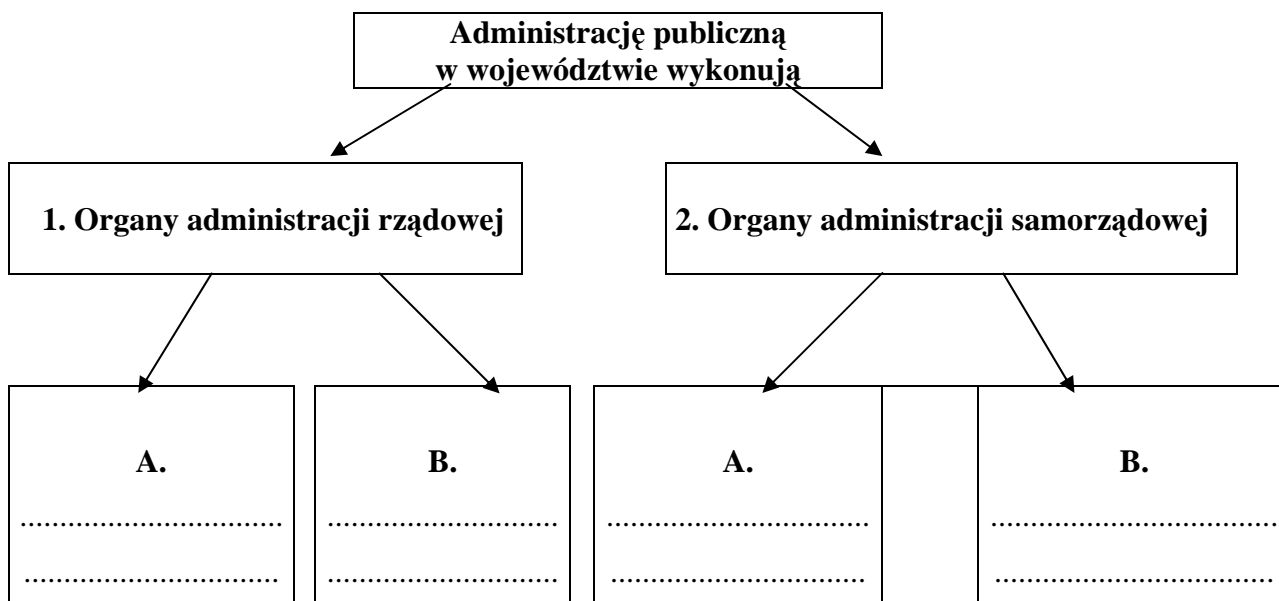 Administrację publiczną
w województwie wykonują
1. Organy administracji rządowej
2. Organy administracji samorządowej
A.
.................................
................................
B.
.............................
.............................
A.
.................................
.................................
B.
....................................
....................................